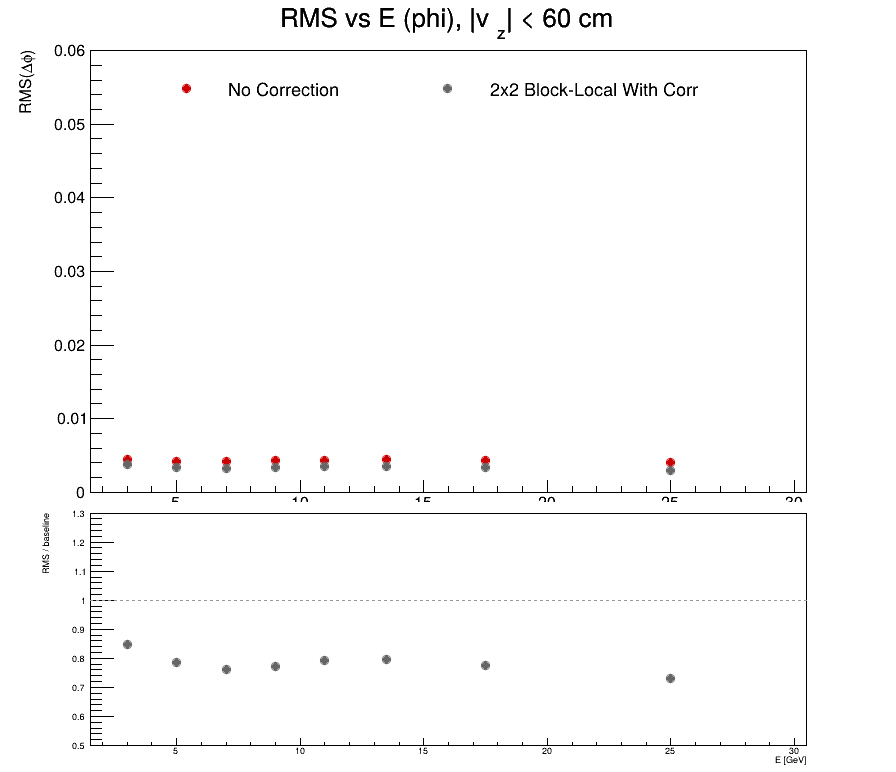 RMS vs E (phi), |v z| < 60 cm
RMS(Δϕ)
0.06
No Correction
2x2 Block-Local With Corr
0.05
0.04
0.03
0.02
0.01
0
5 10 15 20 25 30
RMS / baseline
1.3
1.2
1.1
1
0.9
0.8
0.7
0.6
0.5
5 10 15 20 25 30
E [GeV]